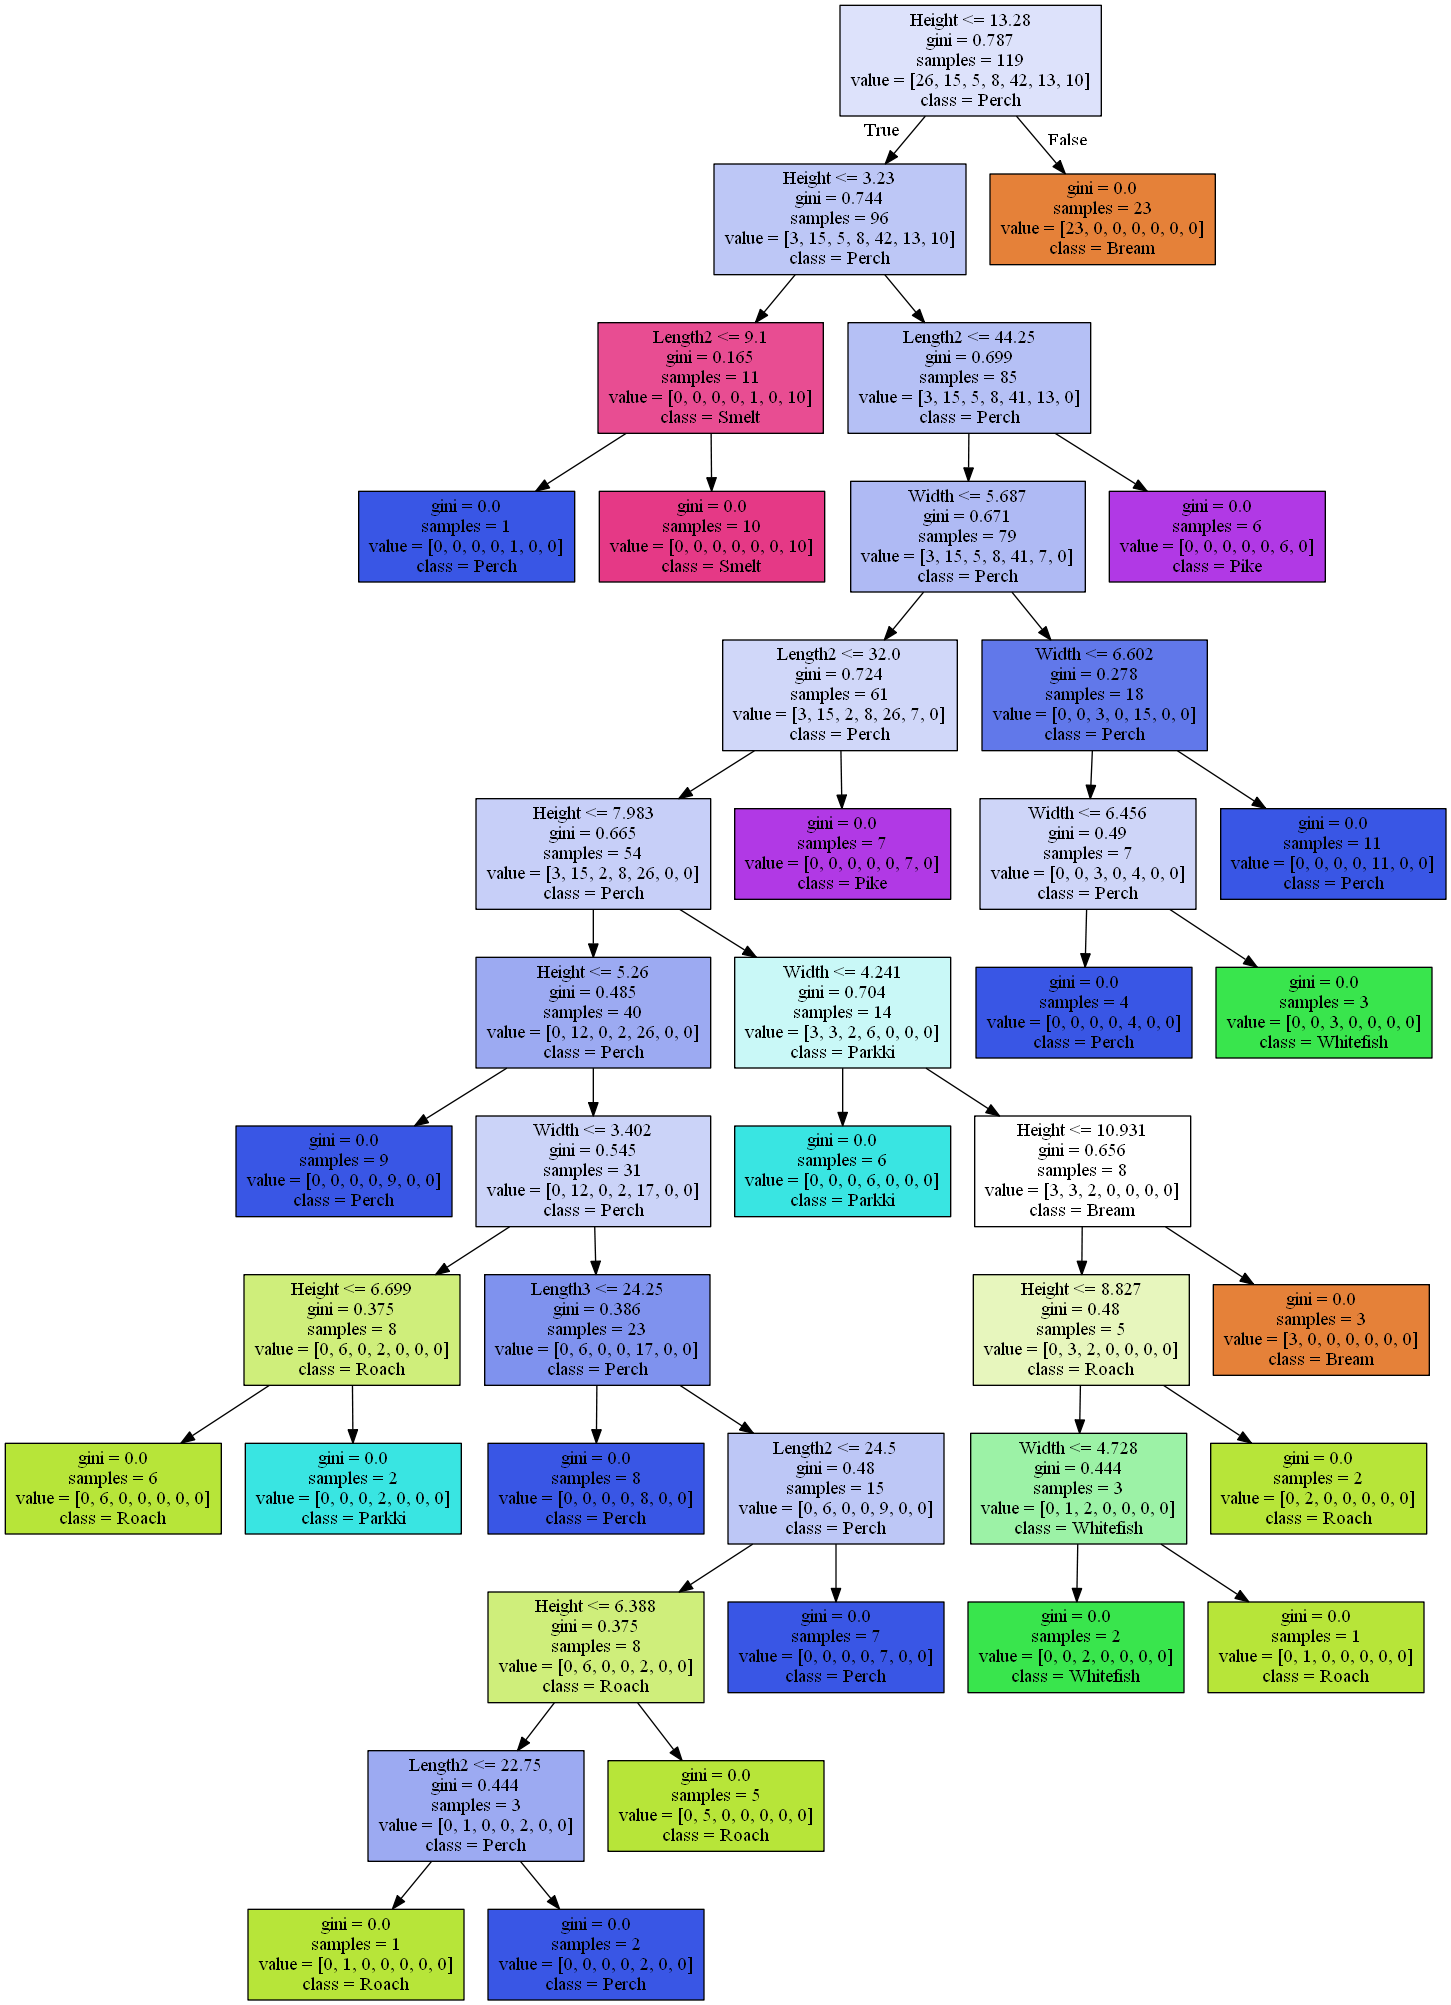 Height <= 13.28
gini = 0.787
samples = 119
value = [26, 15, 5, 8, 42, 13, 10]
class = Perch
True
False
Height <= 3.23
gini = 0.744
samples = 96
value = [3, 15, 5, 8, 42, 13, 10]
class = Perch
gini = 0.0
samples = 23
value = [23, 0, 0, 0, 0, 0, 0]
class = Bream
Length2 <= 9.1
gini = 0.165
samples = 11
value = [0, 0, 0, 0, 1, 0, 10]
class = Smelt
Length2 <= 44.25
gini = 0.699
samples = 85
value = [3, 15, 5, 8, 41, 13, 0]
class = Perch
gini = 0.0
samples = 1
value = [0, 0, 0, 0, 1, 0, 0]
class = Perch
gini = 0.0
samples = 10
value = [0, 0, 0, 0, 0, 0, 10]
class = Smelt
Width <= 5.687
gini = 0.671
samples = 79
value = [3, 15, 5, 8, 41, 7, 0]
class = Perch
gini = 0.0
samples = 6
value = [0, 0, 0, 0, 0, 6, 0]
class = Pike
Length2 <= 32.0
gini = 0.724
samples = 61
value = [3, 15, 2, 8, 26, 7, 0]
class = Perch
Width <= 6.602
gini = 0.278
samples = 18
value = [0, 0, 3, 0, 15, 0, 0]
class = Perch
Height <= 7.983
gini = 0.665
samples = 54
value = [3, 15, 2, 8, 26, 0, 0]
class = Perch
gini = 0.0
samples = 7
value = [0, 0, 0, 0, 0, 7, 0]
class = Pike
Width <= 6.456
gini = 0.49
samples = 7
value = [0, 0, 3, 0, 4, 0, 0]
class = Perch
gini = 0.0
samples = 11
value = [0, 0, 0, 0, 11, 0, 0]
class = Perch
Height <= 5.26
gini = 0.485
samples = 40
value = [0, 12, 0, 2, 26, 0, 0]
class = Perch
Width <= 4.241
gini = 0.704
samples = 14
value = [3, 3, 2, 6, 0, 0, 0]
class = Parkki
gini = 0.0
samples = 4
value = [0, 0, 0, 0, 4, 0, 0]
class = Perch
gini = 0.0
samples = 3
value = [0, 0, 3, 0, 0, 0, 0]
class = Whitefish
gini = 0.0
samples = 9
value = [0, 0, 0, 0, 9, 0, 0]
class = Perch
Width <= 3.402
gini = 0.545
samples = 31
value = [0, 12, 0, 2, 17, 0, 0]
class = Perch
gini = 0.0
samples = 6
value = [0, 0, 0, 6, 0, 0, 0]
class = Parkki
Height <= 10.931
gini = 0.656
samples = 8
value = [3, 3, 2, 0, 0, 0, 0]
class = Bream
Height <= 6.699
gini = 0.375
samples = 8
value = [0, 6, 0, 2, 0, 0, 0]
class = Roach
Length3 <= 24.25
gini = 0.386
samples = 23
value = [0, 6, 0, 0, 17, 0, 0]
class = Perch
Height <= 8.827
gini = 0.48
samples = 5
value = [0, 3, 2, 0, 0, 0, 0]
class = Roach
gini = 0.0
samples = 3
value = [3, 0, 0, 0, 0, 0, 0]
class = Bream
gini = 0.0
samples = 6
value = [0, 6, 0, 0, 0, 0, 0]
class = Roach
gini = 0.0
samples = 2
value = [0, 0, 0, 2, 0, 0, 0]
class = Parkki
gini = 0.0
samples = 8
value = [0, 0, 0, 0, 8, 0, 0]
class = Perch
Length2 <= 24.5
gini = 0.48
samples = 15
value = [0, 6, 0, 0, 9, 0, 0]
class = Perch
Width <= 4.728
gini = 0.444
samples = 3
value = [0, 1, 2, 0, 0, 0, 0]
class = Whitefish
gini = 0.0
samples = 2
value = [0, 2, 0, 0, 0, 0, 0]
class = Roach
Height <= 6.388
gini = 0.375
samples = 8
value = [0, 6, 0, 0, 2, 0, 0]
class = Roach
gini = 0.0
samples = 7
value = [0, 0, 0, 0, 7, 0, 0]
class = Perch
gini = 0.0
samples = 2
value = [0, 0, 2, 0, 0, 0, 0]
class = Whitefish
gini = 0.0
samples = 1
value = [0, 1, 0, 0, 0, 0, 0]
class = Roach
Length2 <= 22.75
gini = 0.444
samples = 3
value = [0, 1, 0, 0, 2, 0, 0]
class = Perch
gini = 0.0
samples = 5
value = [0, 5, 0, 0, 0, 0, 0]
class = Roach
gini = 0.0
samples = 1
value = [0, 1, 0, 0, 0, 0, 0]
class = Roach
gini = 0.0
samples = 2
value = [0, 0, 0, 0, 2, 0, 0]
class = Perch